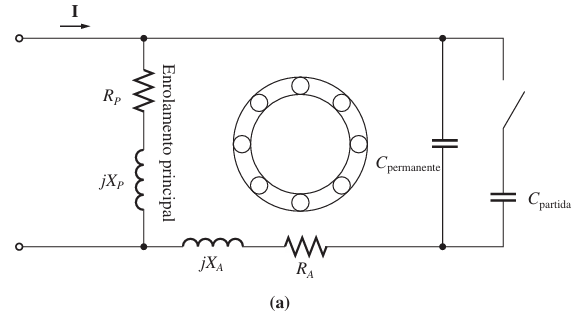 I
R_P
Enrolamento principal
jX_P
C_permanente
C_partida
jX_A
R_A
(a)